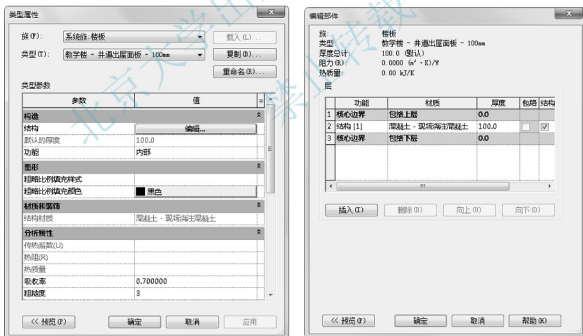 类型属性
族(F): 系统族:楼板 载入(L)...
类型(T): 教学楼 - 井道出屋面板 - 100mm 复制(D)...
重命名(R)...
类型参数
参数 值
构造
结构 编辑...
默认的厚度 100.0
功能 内部
图形
粗略比例填充样式
粗略比例填充颜色 黑色
材质和装饰
结构材质 混凝土 - 现场浇注混凝土
分析属性
传热系数(U)
热阻(R)
热质量
吸收率 0.700000
粗糙度 3
<< 预览(P) 确定 取消 应用
编辑部件
族: 楼板
类型: 教学楼 - 井道出屋面板 - 100mm
厚度总计: 100.0 (默认)
阻力(R): 0.0000 (m²·K)/W
热质量: 0.00 kJ/K
层
功能 材质 厚度 包络 结构
1 核心边界 包络上层 0.0
2 结构 [1] 混凝土 - 现场浇注混凝土 100.0
3 核心边界 包络下层 0.0
插入(I) 删除(D) 向上(U) 向下(O)
<< 预览(P) 确定 取消 帮助(H)